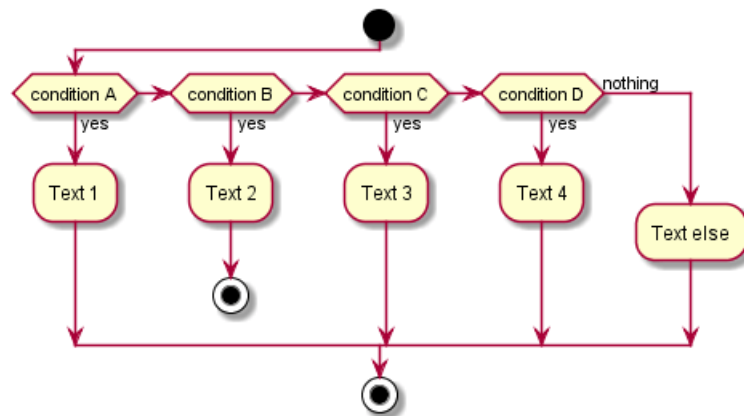 condition A
condition B
condition C
condition D
nothing
yes
yes
yes
yes
Text 1
Text 2
Text 3
Text 4
Text else